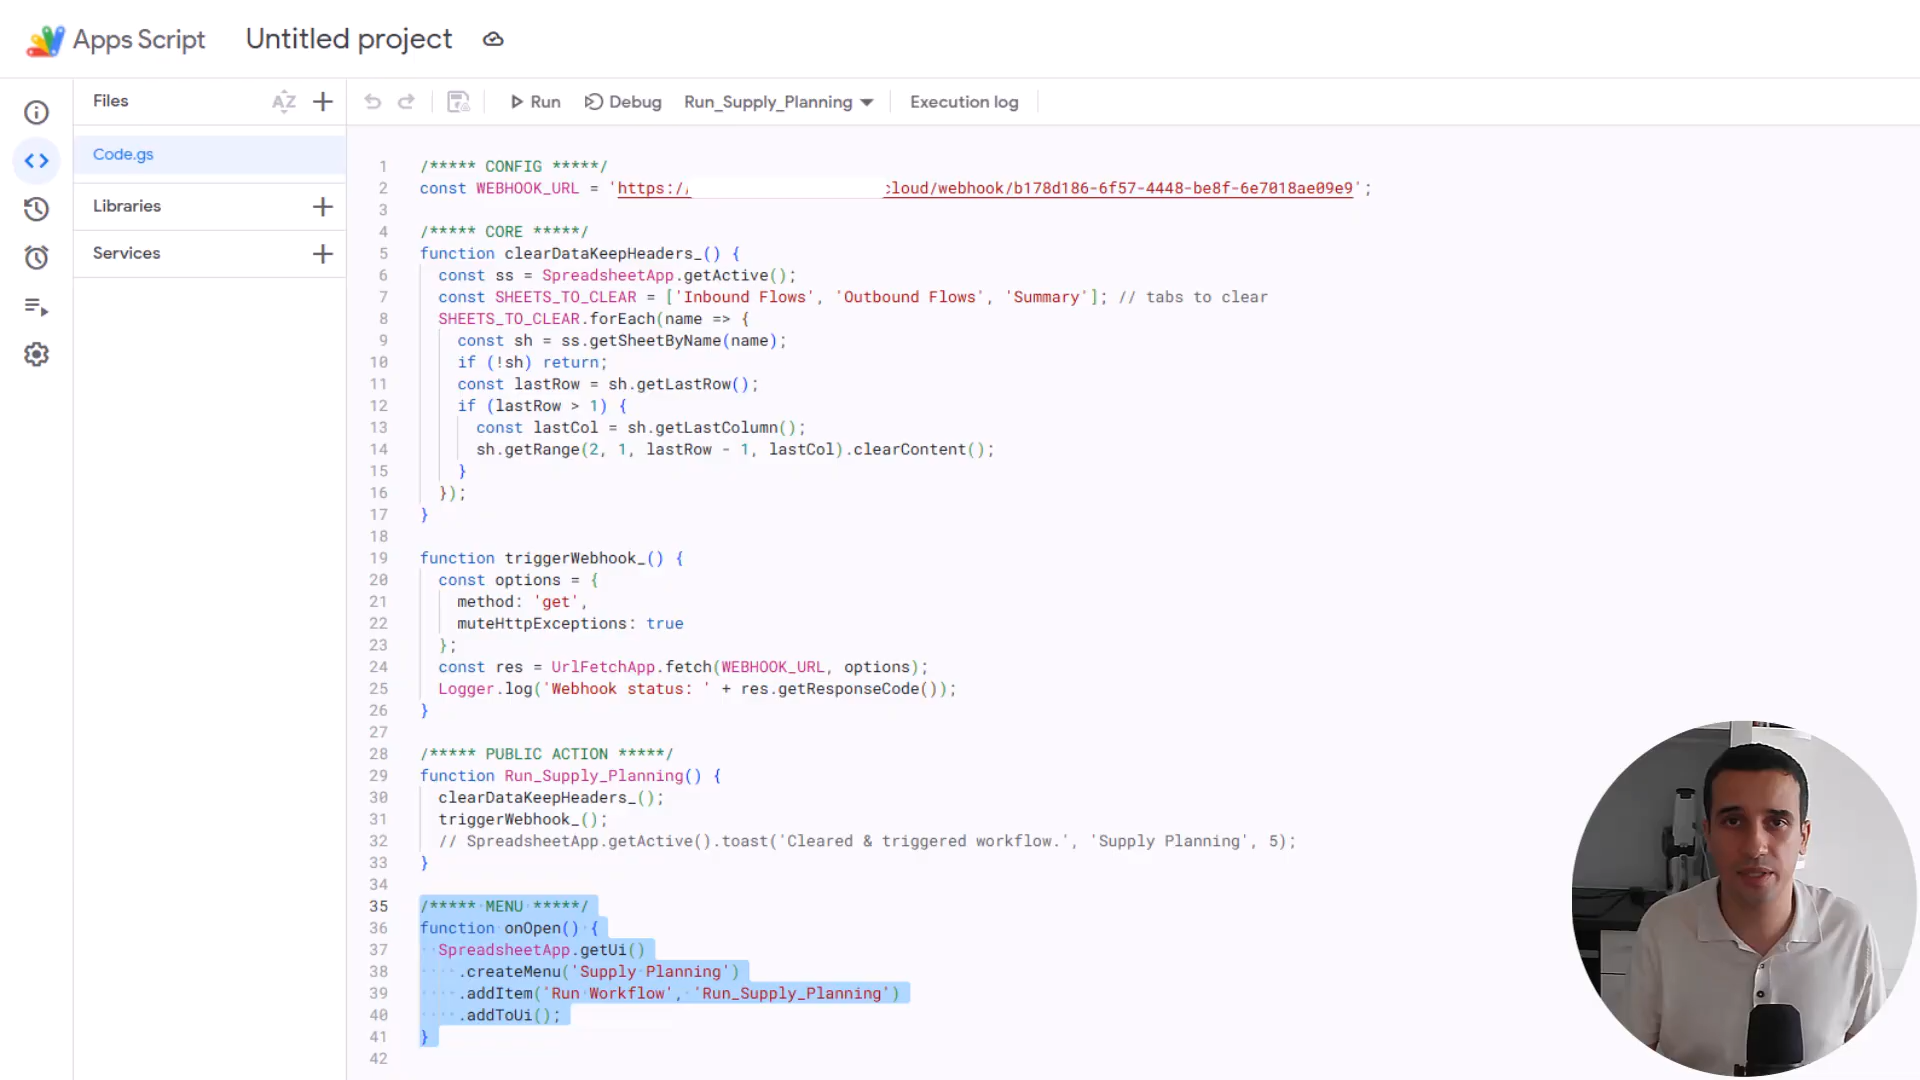 Apps Script
Untitled project
Files
AZ
Run
Debug
Run_Supply_Planning
Execution log
Code.gs
Libraries
Services
1 /***** CONFIG *****/
2 const WEBHOOK_URL = 'https:// cloud/webhook/b178d186-6f57-4448-be8f-6e7018ae09e9';
3
4 /***** CORE *****/
5 function clearDataKeepHeaders_() {
6 const ss = SpreadsheetApp.getActive();
7 const SHEETS_TO_CLEAR = ['Inbound Flows', 'Outbound Flows', 'Summary']; // tabs to clear
8 SHEETS_TO_CLEAR.forEach(name => {
9 const sh = ss.getSheetByName(name);
10 if (!sh) return;
11 const lastRow = sh.getLastRow();
12 if (lastRow > 1) {
13 const lastCol = sh.getLastColumn();
14 sh.getRange(2, 1, lastRow - 1, lastCol).clearContent();
15 }
16 });
17 }
18
19 function triggerWebhook_() {
20 const options = {
21 method: 'get',
22 muteHttpExceptions: true
23 };
24 const res = UrlFetchApp.fetch(WEBHOOK_URL, options);
25 Logger.log('Webhook status: ' + res.getResponseCode());
26 }
27
28 /***** PUBLIC ACTION *****/
29 function Run_Supply_Planning() {
30 clearDataKeepHeaders_();
31 triggerWebhook_();
32 // SpreadsheetApp.getActive().toast('Cleared & triggered workflow.', 'Supply Planning', 5);
33 }
34
35 /***** MENU *****/
36 function onOpen() {
37 SpreadsheetApp.getUi()
38 .createMenu('Supply Planning')
39 .addItem('Run Workflow', 'Run_Supply_Planning')
40 .addToUi();
41 }
42